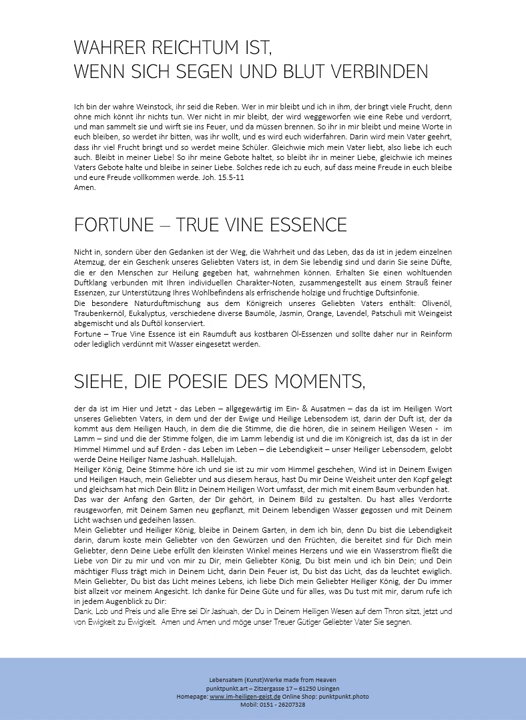 WAHRER REICHTUM IST,
WENN SICH SEGEN UND BLUT VERBINDEN
Ich bin der wahre Weinstock, ihr seid die Reben. Wer in mir bleibt und ich in ihm, der bringt viele Frucht, denn
ohne mich könnt ihr nichts tun. Wer nicht in mir bleibt, der wird weggeworfen wie eine Rebe und verdorrt,
und man sammelt sie und wirft sie ins Feuer, und da müssen brennen. So ihr in mir bleibt und meine Worte in
euch bleiben, so werdet ihr bitten, was ihr wollt, und es wird euch widerfahren. Darin wird mein Vater geehrt,
dass ihr viel Frucht bringt und so werdet meine Schüler. Gleichwie mich mein Vater liebt, also liebe ich euch
auch. Bleibt in meiner Liebe! So ihr meine Gebote haltet, so bleibt ihr in meiner Liebe, gleichwie ich meines
Vaters Gebote halte und bleibe in seiner Liebe. Solches rede ich zu euch, auf dass meine Freude in euch bleibe
und eure Freude vollkommen werde. Joh. 15.5-11
Amen.
FORTUNE – TRUE VINE ESSENCE
Nicht in, sondern über den Gedanken ist der Weg, die Wahrheit und das Leben, das da ist in jedem einzelnen
Atemzug, der ein Geschenk unseres Geliebten Vaters ist, in dem Sie lebendig sind und darin Sie seine Düfte,
die er den Menschen zur Heilung gegeben hat, wahrnehmen können. Erhalten Sie einen wohltuenden
Duftklang verbunden mit Ihren individuellen Charakter-Noten, zusammengestellt aus einem Strauß feiner
Essenzen, zur Unterstützung Ihres Wohlbefindens als erfrischende holzige und fruchtige Duftsinfonie.
Die besondere Naturduftmischung aus dem Königreich unseres Geliebten Vaters enthält: Olivenöl,
Traubenkernöl, Eukalyptus, verschiedene diverse Baumöle, Jasmin, Orange, Lavendel, Patschuli mit Weingeist
abgemischt und als Duftöl konserviert.
Fortune – True Vine Essence ist ein Raumduft aus kostbaren Öl-Essenzen und sollte daher nur in Reinform
oder lediglich verdünnt mit Wasser eingesetzt werden.
SIEHE, DIE POESIE DES MOMENTS,
der da ist im Hier und Jetzt - das Leben – allgegenwärtig im Ein- & Ausatmen – das da ist im Heiligen Wort
unseres Geliebten Vaters, in dem und der der Ewige und Heilige Lebensodem ist, darin der Duft ist, der da
kommt aus dem Heiligen Hauch, in dem die die Stimme, die die hören, die in seinem Heiligen Wesen - im
Lamm – sind und die der Stimme folgen, die im Lamm lebendig ist und die im Königreich ist, das da ist in der
Himmel Himmel und auf Erden - das Leben im Leben – die Lebendigkeit – unser Heiliger Lebensodem, gelobt
werde Deine Heiliger Name Jashuah. Hallelujah.
Heiliger König, Deine Stimme höre ich und sie ist zu mir vom Himmel geschehen, Wind ist in Deinem Ewigen
und Heiligen Hauch, mein Geliebter und aus diesem heraus, hast Du mir Deine Weisheit unter den Kopf gelegt
und gleichsam hat mich Dein Blitz in Deinem Heiligen Wort umfasst, der mich mit einem Baum verbunden hat.
Das war der Anfang den Garten, der Dir gehört, in Deinem Bild zu gestalten. Du hast alles Verdorrte
rausgeworfen, mit Deinem Samen neu gepflanzt, mit Deinem lebendigen Wasser gegossen und mit Deinem
Licht wachsen und gedeihen lassen.
Mein Geliebter und Heiliger König, bleibe in Deinem Garten, in dem ich bin, denn Du bist die Lebendigkeit
darin, darum koste mein Geliebter von den Gewürzen und den Früchten, die bereitet sind für Dich mein
Geliebter, denn Deine Liebe erfüllt den kleinsten Winkel meines Herzens und wie ein Wasserstrom fließt die
Liebe von Dir zu mir und von mir zu Dir, mein Geliebter König, Du bist mein und ich bin Dein; und Dein
mächtiger Fluss trägt mich in Deinem Licht, darin Dein Feuer ist, Du bist das Licht, das da leuchtet ewiglich.
Mein Geliebter, Du bist das Licht meines Lebens, ich liebe Dich mein Geliebter Heiliger König, der Du immer
bist allzeit vor meinem Angesicht. Ich danke für Deine Güte und für alles, was Du tust mit mir, darum rufe ich
in jedem Augenblick zu Dir:
Dank, Lob und Preis und alle Ehre sei Dir Jashuah, der Du in Deinem Heiligen Wesen auf dem Thron sitzt, jetzt und
von Ewigkeit zu Ewigkeit. Amen und Amen und möge unser Treuer Gütiger Geliebter Vater Sie segnen.
Lebensatem (Kunst)Werke made from Heaven
punktpunkt.art – Zitzergasse 17 – 61250 Usingen
Homepage: www.im-heiligen-geist.de Online Shop: punktpunkt.photo
Mobil: 0151 - 26207328